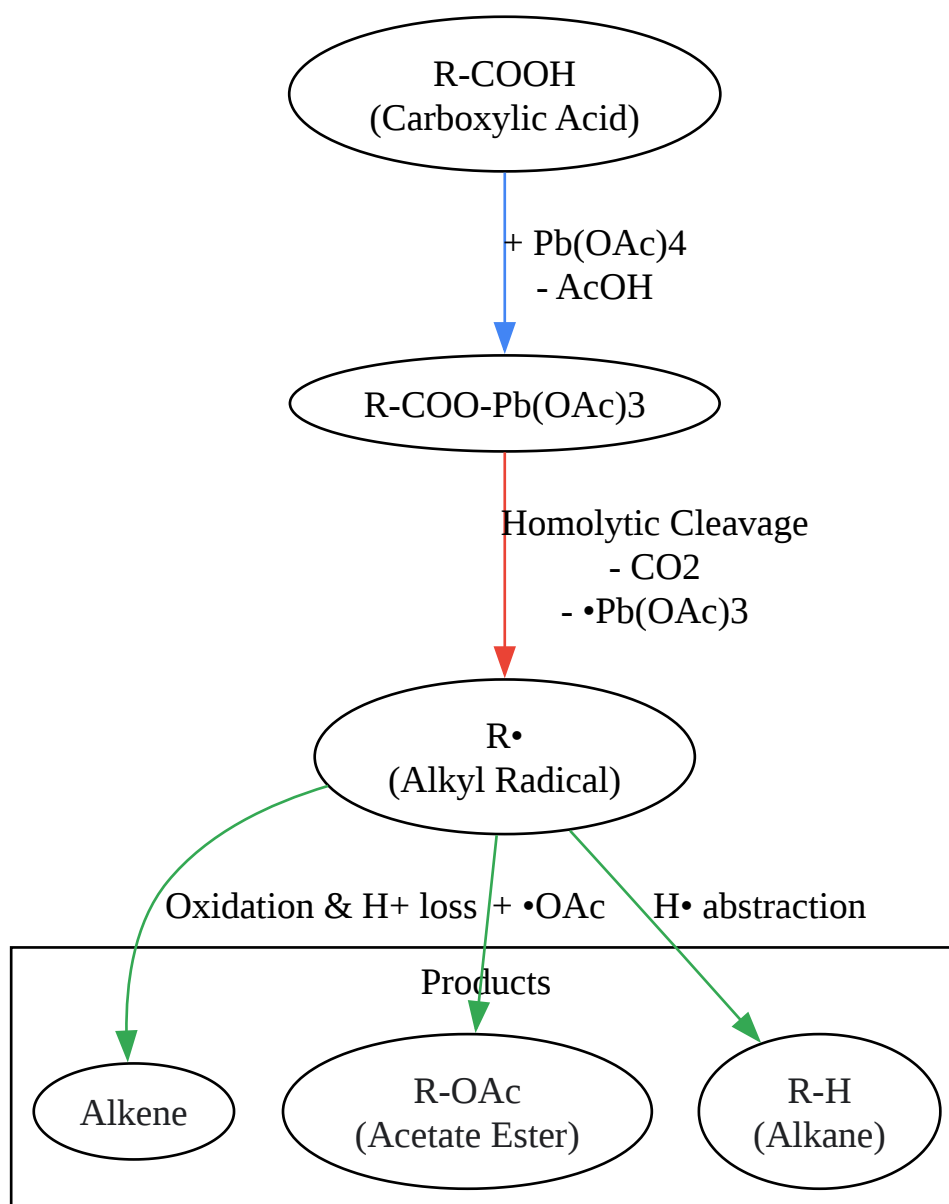 R-COOH
(Carboxylic Acid)
+ Pb(OAc)4
- AcOH
R-COO-Pb(OAc)3
Homolytic Cleavage
- CO2
- •Pb(OAc)3
R•
(Alkyl Radical)
Oxidation & H+ loss
+ •OAc
H• abstraction
Products
Alkene
R-OAc
(Acetate Ester)
R-H
(Alkane)